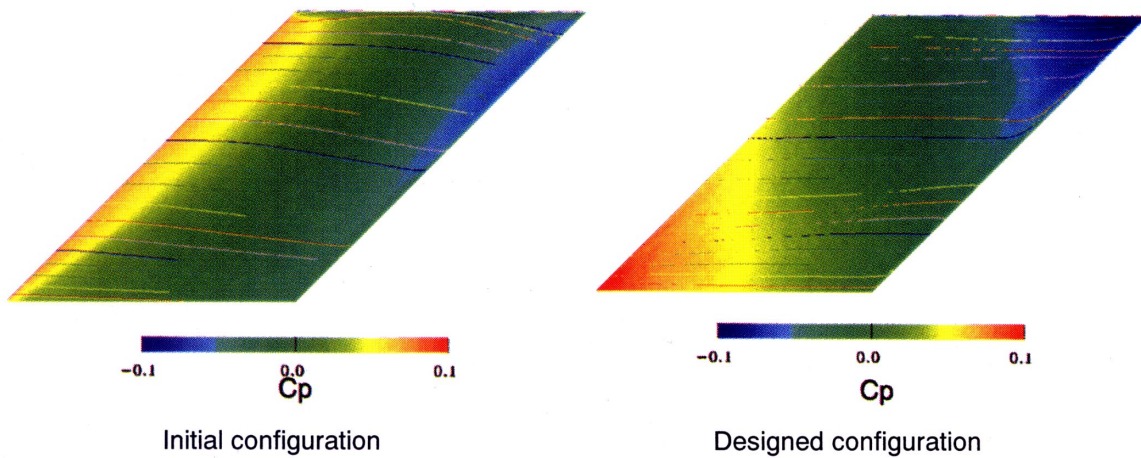 -0.1 0.0 0.1
Cp
Initial configuration
-0.1 0.0 0.1
Cp
Designed configuration